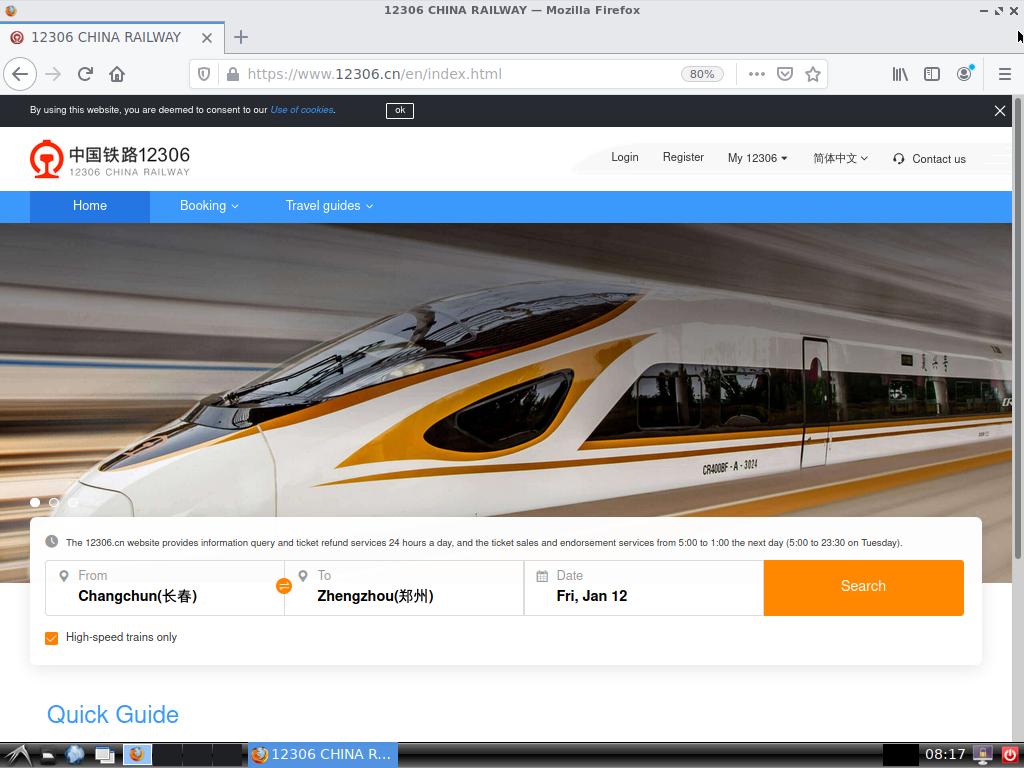 12306 CHINA RAILWAY — Mozilla Firefox
12306 CHINA RAILWAY
https://www.12306.cn/en/index.html
80%
By using this website, you are deemed to consent to our Use of cookies.
ok
中国铁路12306
12306 CHINA RAILWAY
Login
Register
My 12306
简体中文
Contact us
Home
Booking
Travel guides
复兴号
CR400BF-A-3024
The 12306.cn website provides information query and ticket refund services 24 hours a day, and the ticket sales and endorsement services from 5:00 to 1:00 the next day (5:00 to 23:30 on Tuesday).
From
Changchun(长春)
To
Zhengzhou(郑州)
Date
Fri, Jan 12
Search
High-speed trains only
Quick Guide
12306 CHINA R...
08:17